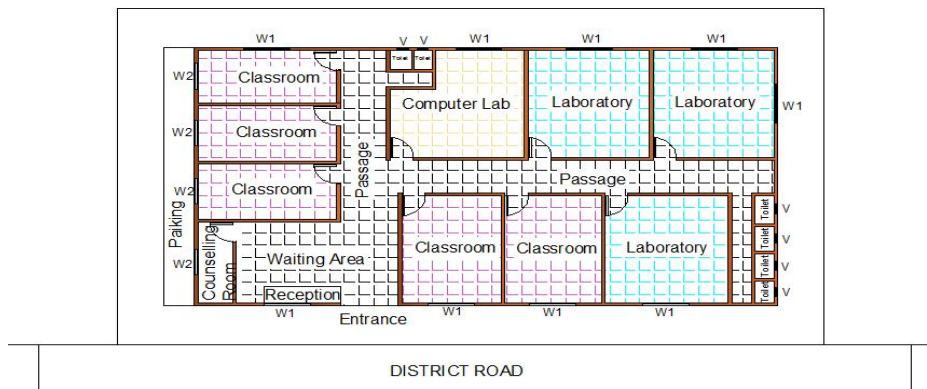 W1
V
V
W1
W1
W1
Toilet
Toilet
W2
Classroom
Computer Lab
Laboratory
Laboratory
W1
W2
Classroom
Passage
W2
Classroom
Passage
Parking
Toilet
V
Toilet
V
Toilet
V
Toilet
V
W2
Counselling
Room
Waiting Area
Classroom
Classroom
Laboratory
Reception
W1
Entrance
W1
W1
W1
DISTRICT ROAD